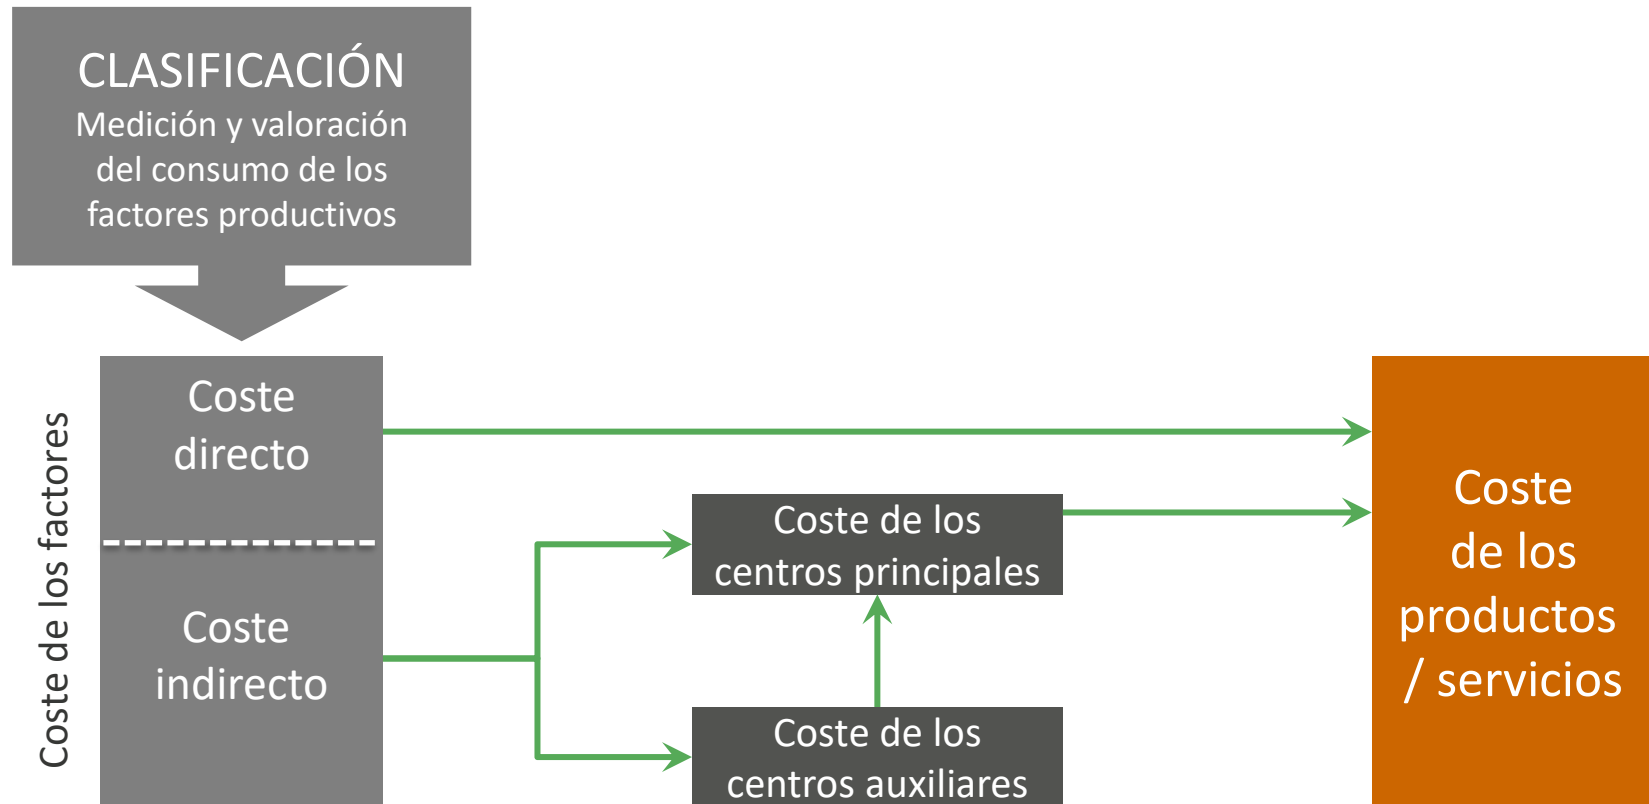 CLASIFICACIÓN
Medición y valoración
del consumo de los
factores productivos
Coste de los factores
Coste
directo
Coste
indirecto
Coste de los
centros principales
Coste de los
centros auxiliares
Coste
de los
productos
/ servicios